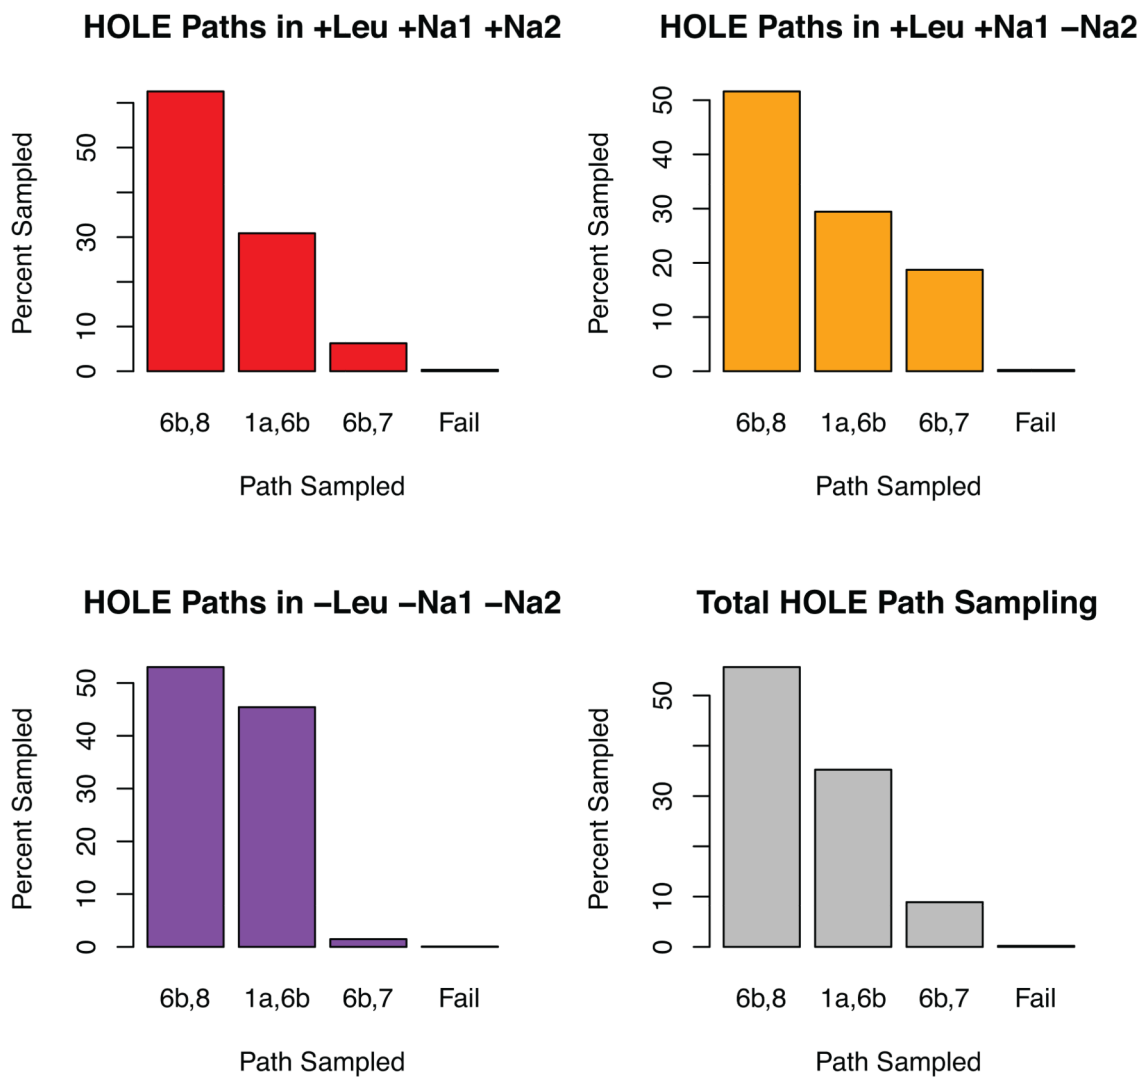 HOLE Paths in +Leu +Na1 +Na2
Percent Sampled
50
30
10
0
6b,8 1a,6b 6b,7 Fail
Path Sampled
HOLE Paths in +Leu +Na1 −Na2
Percent Sampled
50
40
30
20
10
0
6b,8 1a,6b 6b,7 Fail
Path Sampled
HOLE Paths in −Leu −Na1 −Na2
Percent Sampled
50
40
30
20
10
0
6b,8 1a,6b 6b,7 Fail
Path Sampled
Total HOLE Path Sampling
Percent Sampled
50
30
10
0
6b,8 1a,6b 6b,7 Fail
Path Sampled